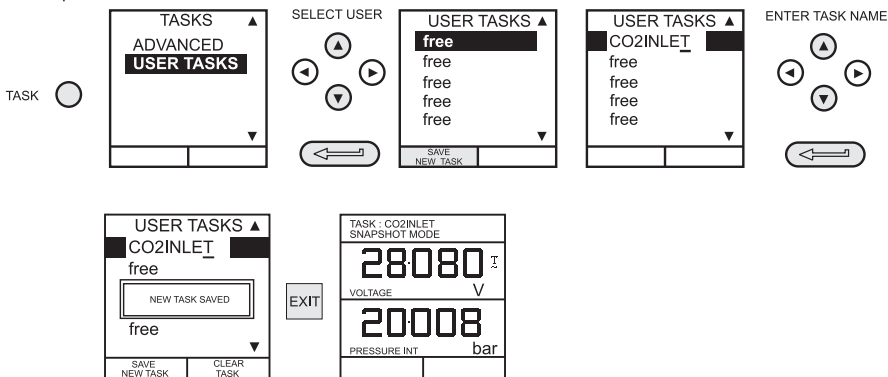 TASK
TASKS
ADVANCED
USER TASKS
SELECT USER
USER TASKS
free
free
free
free
free
SAVE
NEW TASK
USER TASKS
CO2INLET
free
free
free
free
ENTER TASK NAME
USER TASKS
CO2INLET
free
NEW TASK SAVED
free
SAVE
NEW TASK
CLEAR
TASK
EXIT
TASK : CO2INLET
SNAPSHOT MODE
28.080
VOLTAGE V
20.008
PRESSURE INT bar